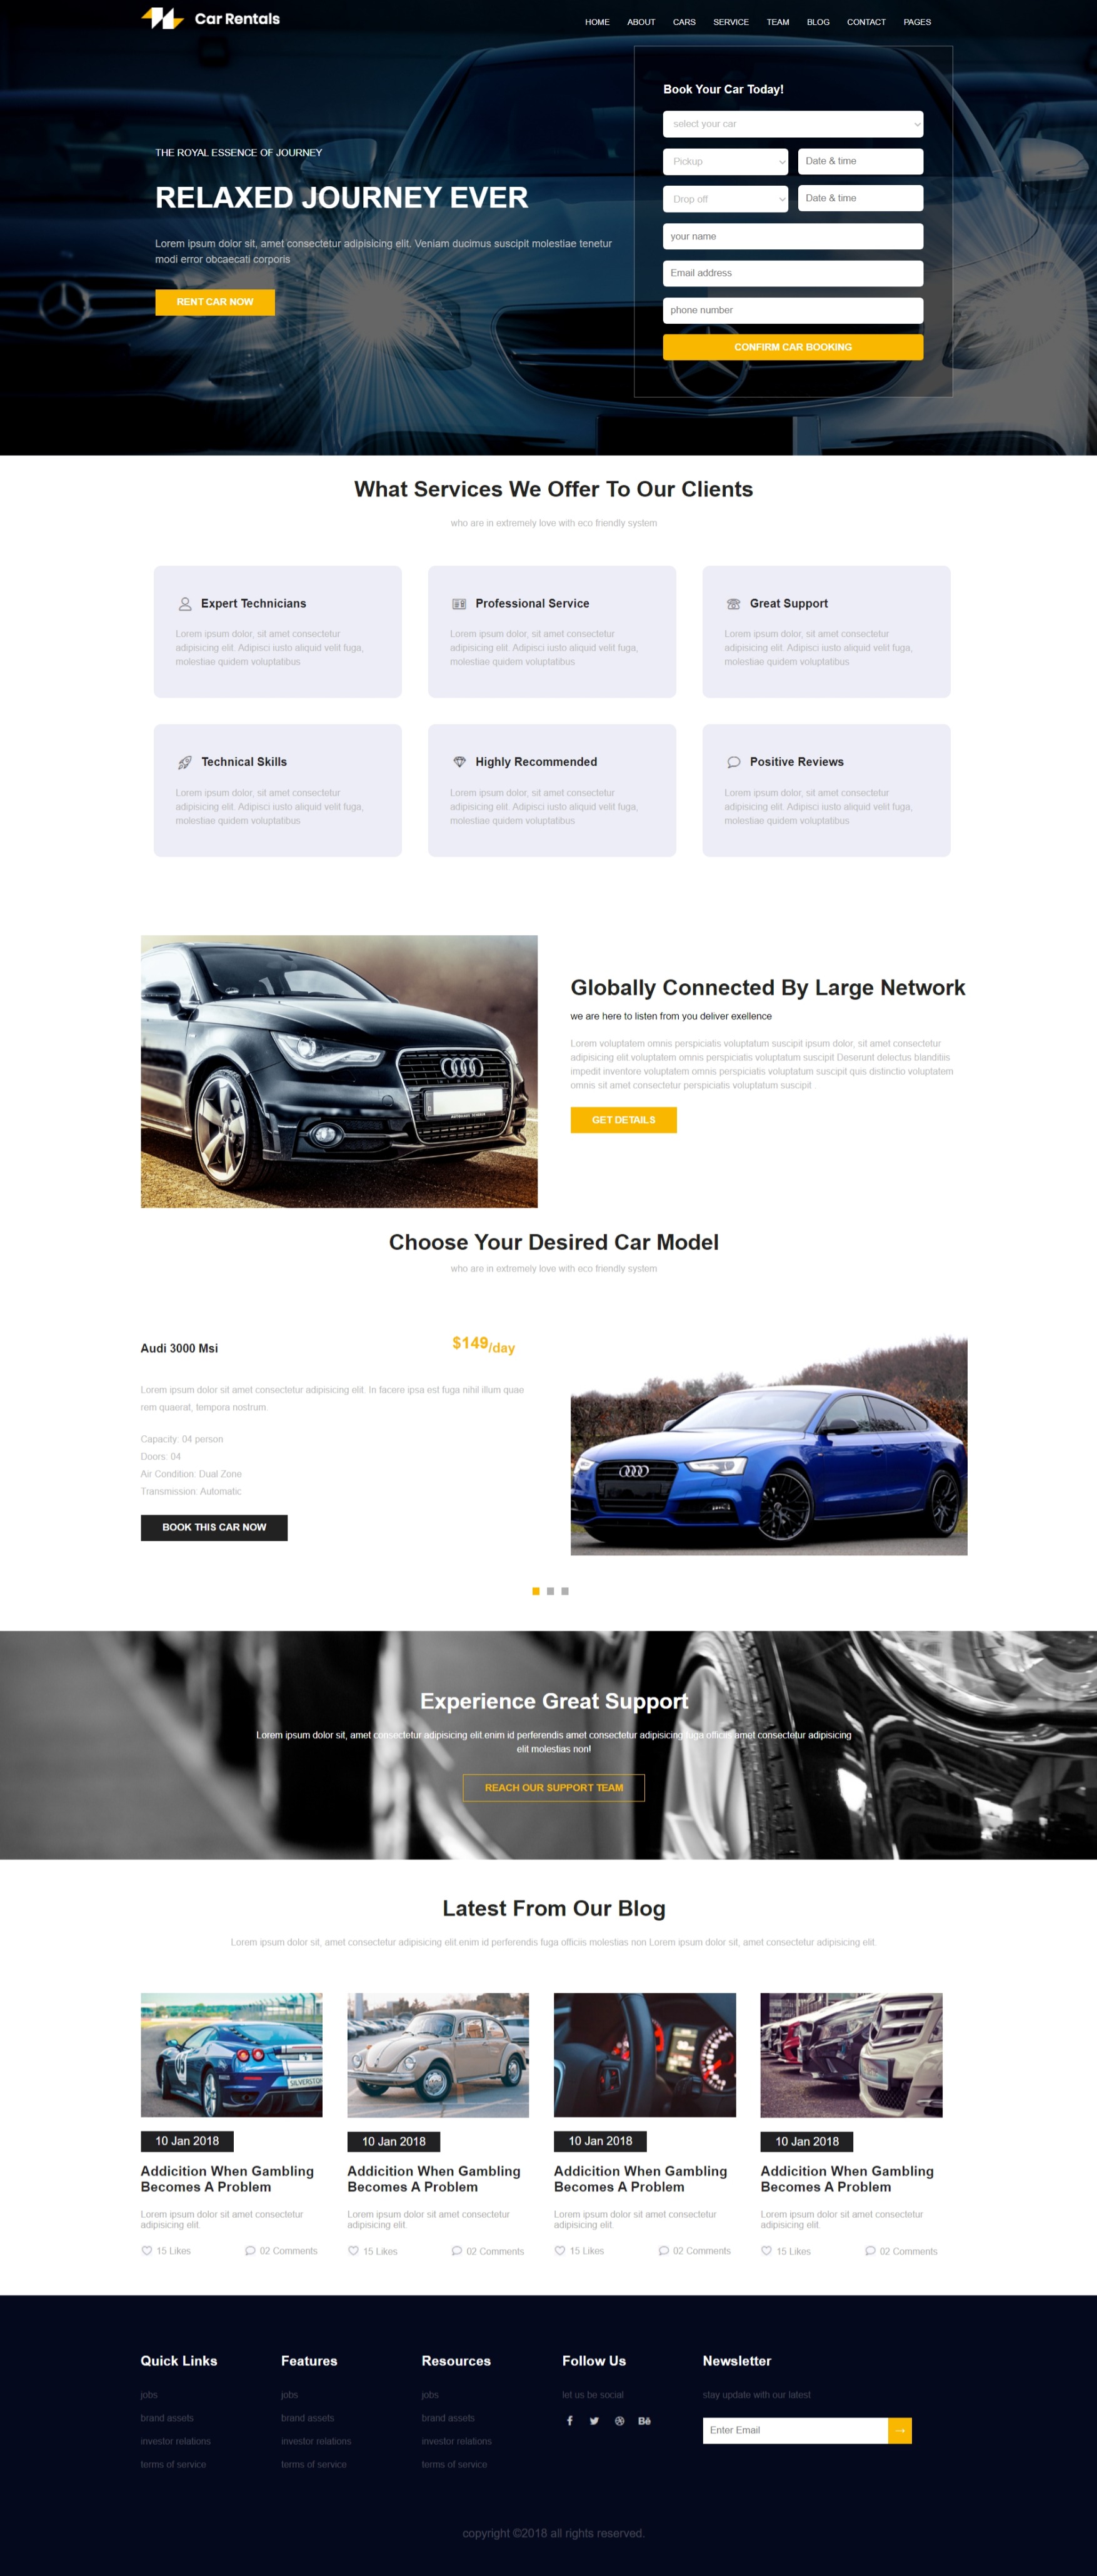 Car Rentals
HOME ABOUT CARS SERVICE TEAM BLOG CONTACT PAGES
THE ROYAL ESSENCE OF JOURNEY
RELAXED JOURNEY EVER
Lorem ipsum dolor sit, amet consectetur adipisicing elit. Veniam ducimus suscipit molestiae tenetur
modi error obcaecati corporis
RENT CAR NOW
Book Your Car Today!
select your car
Pickup
Date & time
Drop off
Date & time
your name
Email address
phone number
CONFIRM CAR BOOKING
What Services We Offer To Our Clients
who are in extremely love with eco friendly system
Expert Technicians
Lorem ipsum dolor, sit amet consectetur
adipisicing elit. Adipisci iusto aliquid velit fuga,
molestiae quidem voluptatibus
Professional Service
Lorem ipsum dolor, sit amet consectetur
adipisicing elit. Adipisci iusto aliquid velit fuga,
molestiae quidem voluptatibus
Great Support
Lorem ipsum dolor, sit amet consectetur
adipisicing elit. Adipisci iusto aliquid velit fuga,
molestiae quidem voluptatibus
Technical Skills
Lorem ipsum dolor, sit amet consectetur
adipisicing elit. Adipisci iusto aliquid velit fuga,
molestiae quidem voluptatibus
Highly Recommended
Lorem ipsum dolor, sit amet consectetur
adipisicing elit. Adipisci iusto aliquid velit fuga,
molestiae quidem voluptatibus
Positive Reviews
Lorem ipsum dolor, sit amet consectetur
adipisicing elit. Adipisci iusto aliquid velit fuga,
molestiae quidem voluptatibus
Globally Connected By Large Network
we are here to listen from you deliver exellence
Lorem voluptatem omnis perspiciatis voluptatum suscipit ipsum dolor, sit amet consectetur
adipisicing elit.voluptatem omnis perspiciatis voluptatum suscipit Deserunt delectus blanditiis
impedit inventore voluptatem omnis perspiciatis voluptatum suscipit quis distinctio voluptatem
omnis sit amet consectetur perspiciatis voluptatum suscipit .
GET DETAILS
Choose Your Desired Car Model
who are in extremely love with eco friendly system
Audi 3000 Msi
$149/day
Lorem ipsum dolor sit amet consectetur adipisicing elit. In facere ipsa est fuga nihil illum quae
rem quaerat, tempora nostrum.
Capacity: 04 person
Doors: 04
Air Condition: Dual Zone
Transmission: Automatic
BOOK THIS CAR NOW
Experience Great Support
Lorem ipsum dolor sit, amet consectetur adipisicing elit enim id perferendis amet consectetur adipisicing fuga officiis amet consectetur adipisicing
elit molestias non!
REACH OUR SUPPORT TEAM
Latest From Our Blog
Lorem ipsum dolor sit, amet consectetur adipisicing elit enim id perferendis fuga officiis molestias non Lorem ipsum dolor sit, amet consectetur adipisicing elit.
10 Jan 2018
Addicition When Gambling
Becomes A Problem
Lorem ipsum dolor sit amet consectetur
adipisicing elit.
15 Likes 02 Comments
10 Jan 2018
Addicition When Gambling
Becomes A Problem
Lorem ipsum dolor sit amet consectetur
adipisicing elit.
15 Likes 02 Comments
10 Jan 2018
Addicition When Gambling
Becomes A Problem
Lorem ipsum dolor sit amet consectetur
adipisicing elit.
15 Likes 02 Comments
10 Jan 2018
Addicition When Gambling
Becomes A Problem
Lorem ipsum dolor sit amet consectetur
adipisicing elit.
15 Likes 02 Comments
Quick Links
jobs
brand assets
investor relations
terms of service
Features
jobs
brand assets
investor relations
terms of service
Resources
jobs
brand assets
investor relations
terms of service
Follow Us
let us be social
Newsletter
stay update with our latest
Enter Email
→
copyright ©2018 all rights reserved.